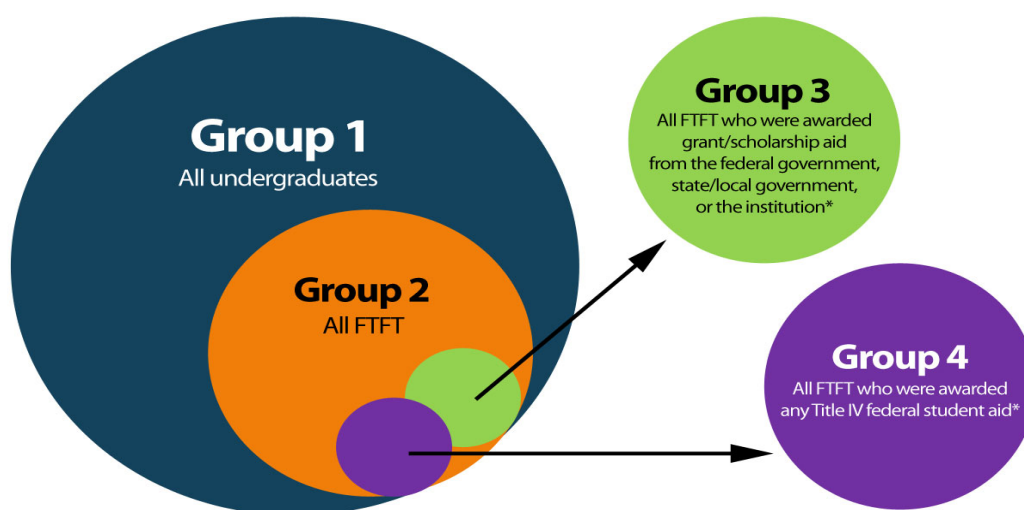 Group 1
All undergraduates
Group 2
All FTFT
Group 3
All FTFT who were awarded
grant/scholarship aid
from the federal government,
state/local government,
or the institution*
Group 4
All FTFT who were awarded
any Title IV federal student aid*